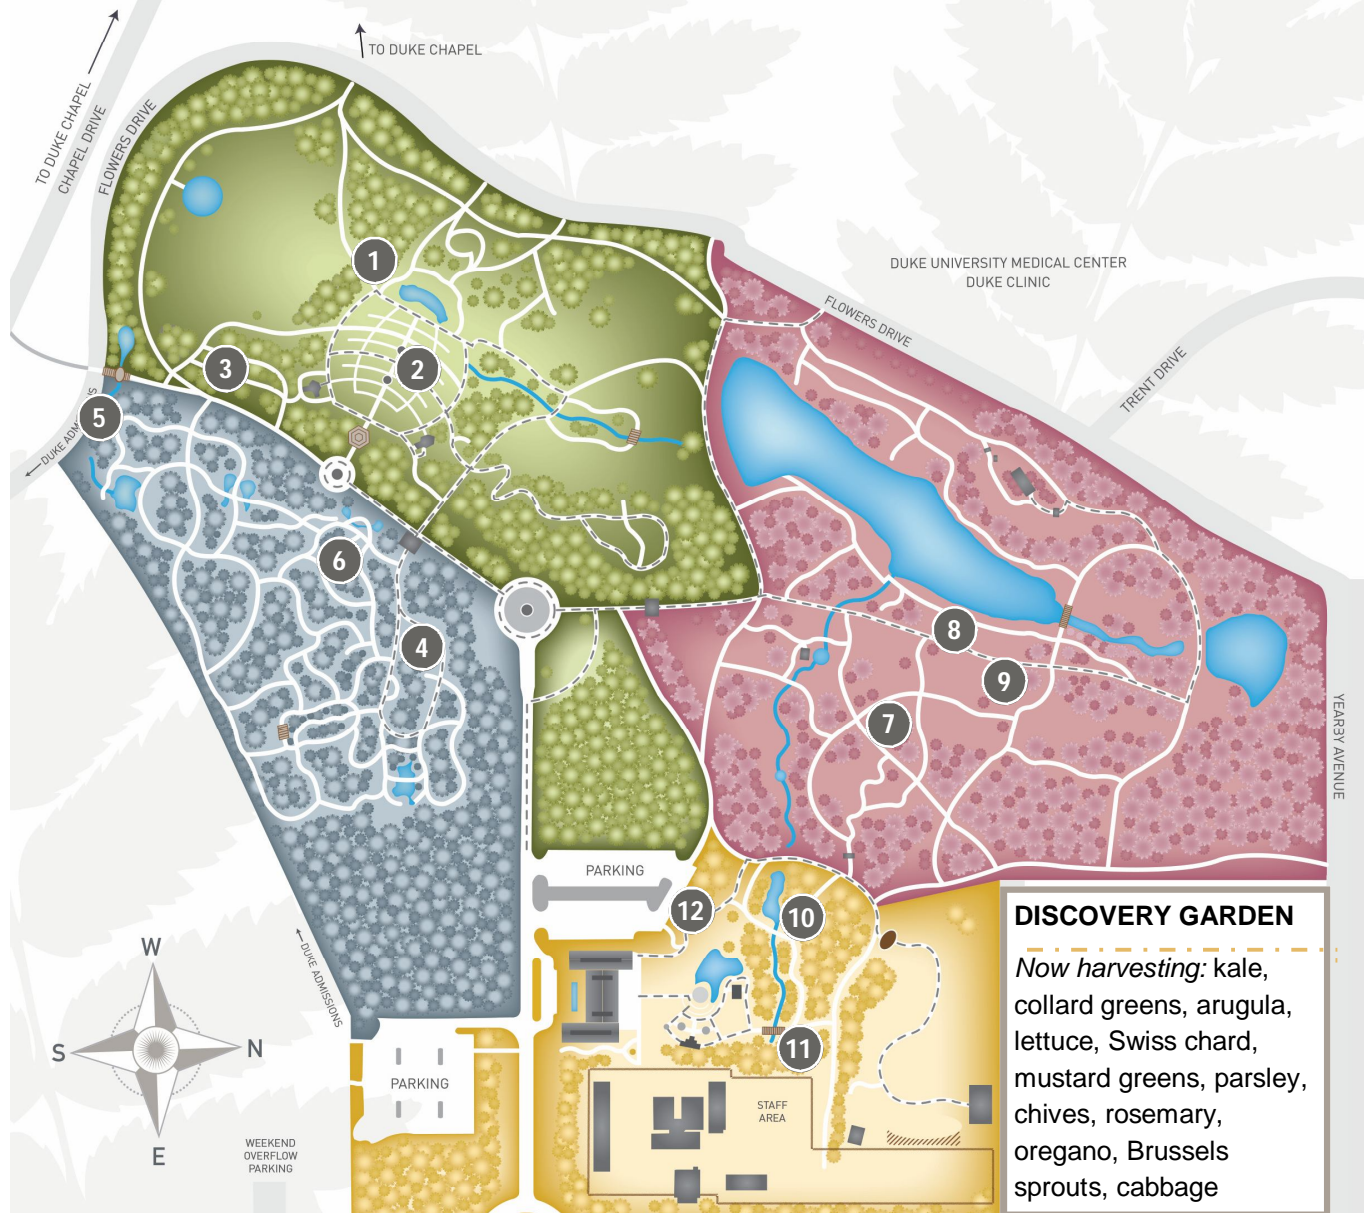 TO DUKE CHAPEL
TO DUKE CHAPEL
CHAPEL DRIVE
FLOWERS DRIVE
DUKE UNIVERSITY MEDICAL CENTER
DUKE CLINIC
FLOWERS DRIVE
TRENT DRIVE
1
2
3
5
6
4
8
9
7
YEARBY AVENUE
PARKING
12
10
11
DUKE ADMISSIONS
PARKING
STAFF
AREA
WEEKEND
OVERFLOW
PARKING
W
S
N
E
DISCOVERY GARDEN
Now harvesting: kale,
collard greens, arugula,
lettuce, Swiss chard,
mustard greens, parsley,
chives, rosemary,
oregano, Brussels
sprouts, cabbage